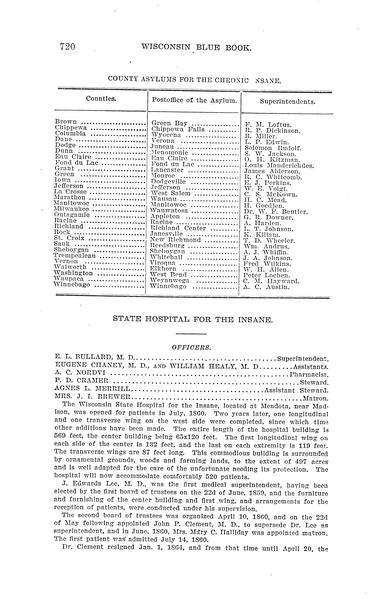 720 WISCONSIN BLUE BOOK.
COUNTY ASYLUMS FOR THE CHRONIC NSANE.
Counties. Postoffice of the Asylum. Superintendents.
Brown Green Bay F. M. Loftus.
Chippewa Chippewa Falls R. P. Dickinson.
Columbia Wyocena B. Miller.
Dane Verona L. P. Edwin.
Dodge Juneau Solomon Rudolf.
Dunn Menomonie S. W. Jackson.
Eau Claire Eau Claire O. H. Kitzman.
Fond du Lac Fond du Lac Louis Manderichdes.
Grant Lancaster James Alderson.
Green Monroe R. C. Whitcomb.
Iowa Dodgeville E. J. Perkins.
Jefferson Jefferson W. E. Voigt.
La Crosse West Salem C. S. McKown.
Marathon Wausau H. C. Mead.
Manitowoc Manitowoc H. Goedjen.
Milwaukee Wauwatosa Dr. W. F. Bentler.
Outagamie Appleton G. R. Downer.
Racine Racine A. Harden.
Richland Richland Center L. T. Johnson.
Rock Janesville K. Killam.
St. Croix New Richmond T. D. Wheeler.
Sauk Reedsburg Wm. Andrus.
Sheboygan Sheboygan A. J. Whiffin.
Trempealeau Whitehall J. A. Johnson.
Vernon Viroqua Fred Wilkins.
Walworth Elkhorn W. H. Allen.
Washington West Bend Peter Lochen.
Waupaca Weyauwega C. M. Hayward.
Winnebago Winnebago A. C. Austin.
STATE HOSPITAL FOR THE INSANE.
OFFICERS.
E. L. BULLARD, M. D. Superintendent.
EUGENE CHANEY, M. D., AND WILLIAM HEALY, M. D. Assistants.
A. C. NORDVI Pharmacist.
P. D. CRAMER Steward.
AGNES L. MERRILL Assistant Steward.
MRS. J. I. BREWER Matron.
The Wisconsin State Hospital for the Insane, located at Mendota, near Mad-
ison, was opened for patients in July, 1860. Two years later, one longitudinal
and one transverse wing on the west side were completed, since which time
other additions have been made. The entire length of the hospital building is
569 feet, the center building being 65x120 feet. The first longitudinal wing on
each side of the center is 132 feet, and the last on each extremity is 119 feet.
The transverse wings are 87 feet long. This commodious building is surrounded
by ornamental grounds, woods and farming lands, to the extent of 497 acres
and is well adapted for the care of the unfortunate needing its protection. The
hospital will now accommodate comfortably 520 patients.
J. Edwards Lee, M. D., was the first medical superintendent, having been
elected by the first board of trustees on the 22d of June, 1859, and the furniture
and furnishing of the center building and first wing, and arrangements for the
reception of patients, were conducted under his supervision.
The second board of trustees was organized April 10, 1860, and on the 22d
of May following appointed John P. Clement, M. D., to supersede Dr. Lee as
superintendent, and in June, 1860, Mrs. Mary C. Halliday was appointed matron.
The first patient was admitted July 14, 1860.
Dr. Clement resigned Jan. 1, 1864, and from that time until April 20, the